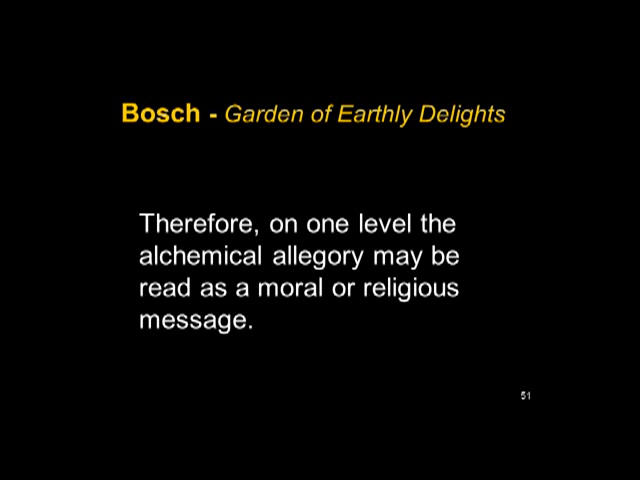 Bosch - Garden of Earthly Delights
Therefore, on one level the
alchemical allegory may be
read as a moral or religious
message.
51